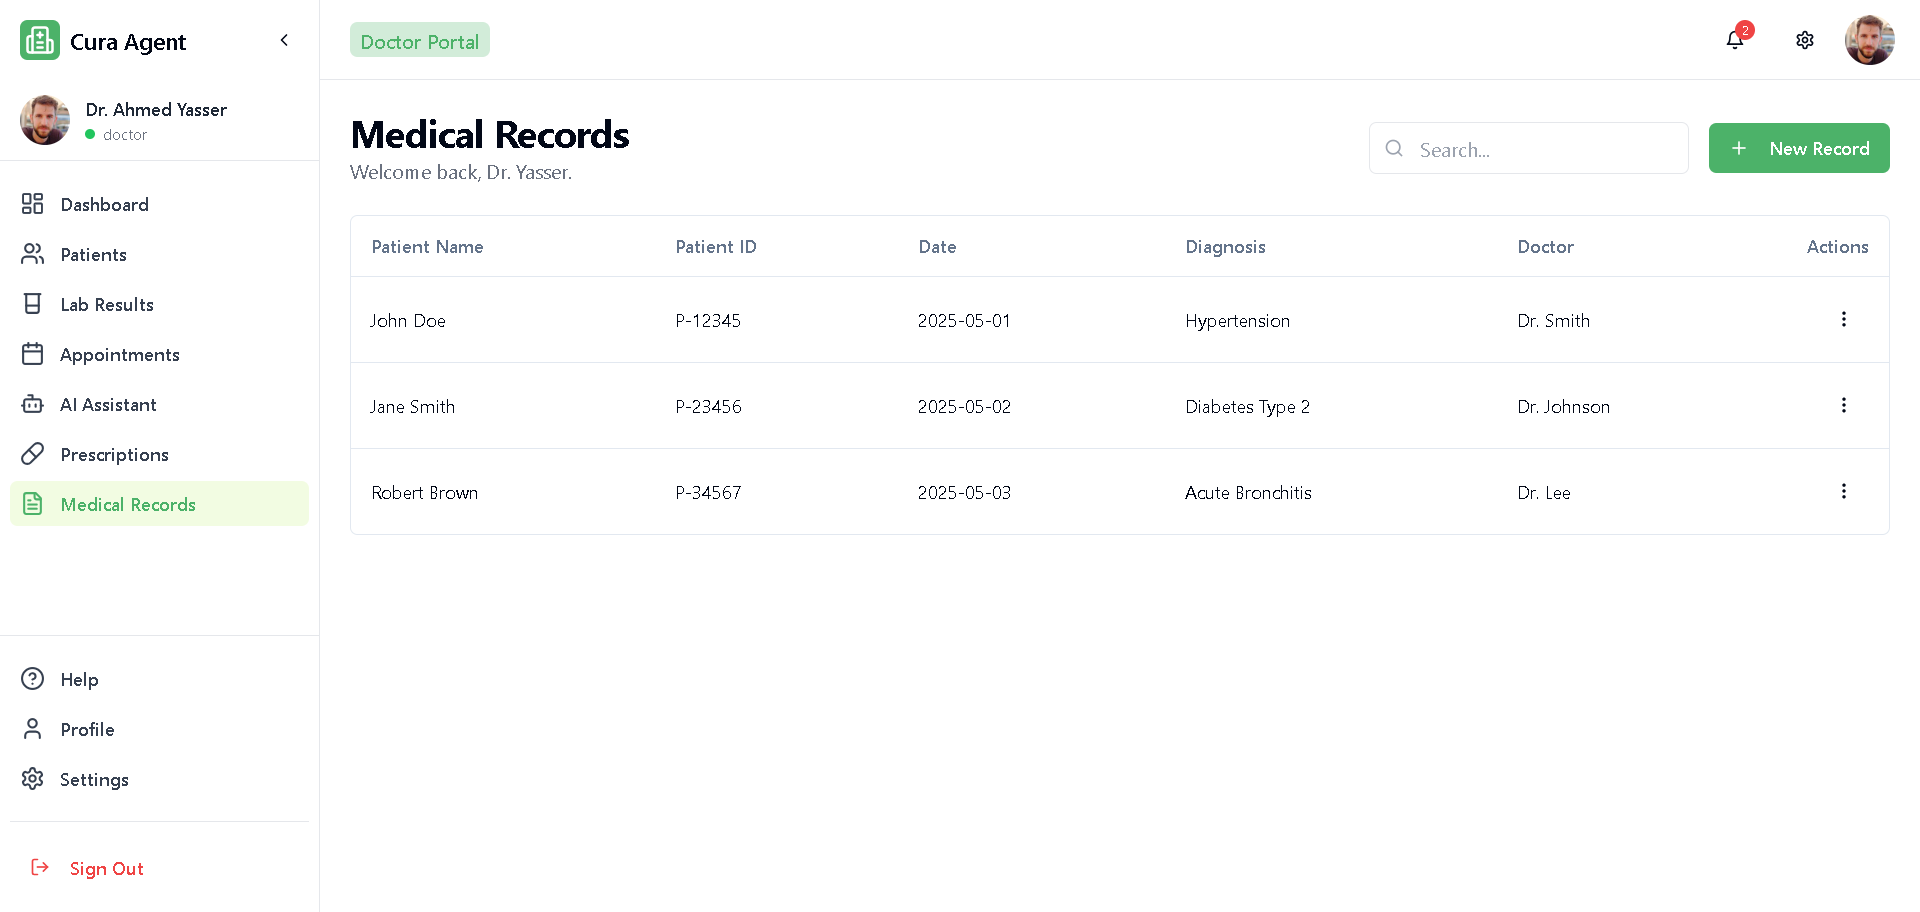 Cura Agent
Dr. Ahmed Yasser
doctor
Dashboard
Patients
Lab Results
Appointments
AI Assistant
Prescriptions
Medical Records
Help
Profile
Settings
Sign Out
Doctor Portal
2
Medical Records
Welcome back, Dr. Yasser.
Search...
New Record
Patient Name Patient ID Date Diagnosis Doctor Actions
John Doe P-12345 2025-05-01 Hypertension Dr. Smith
Jane Smith P-23456 2025-05-02 Diabetes Type 2 Dr. Johnson
Robert Brown P-34567 2025-05-03 Acute Bronchitis Dr. Lee